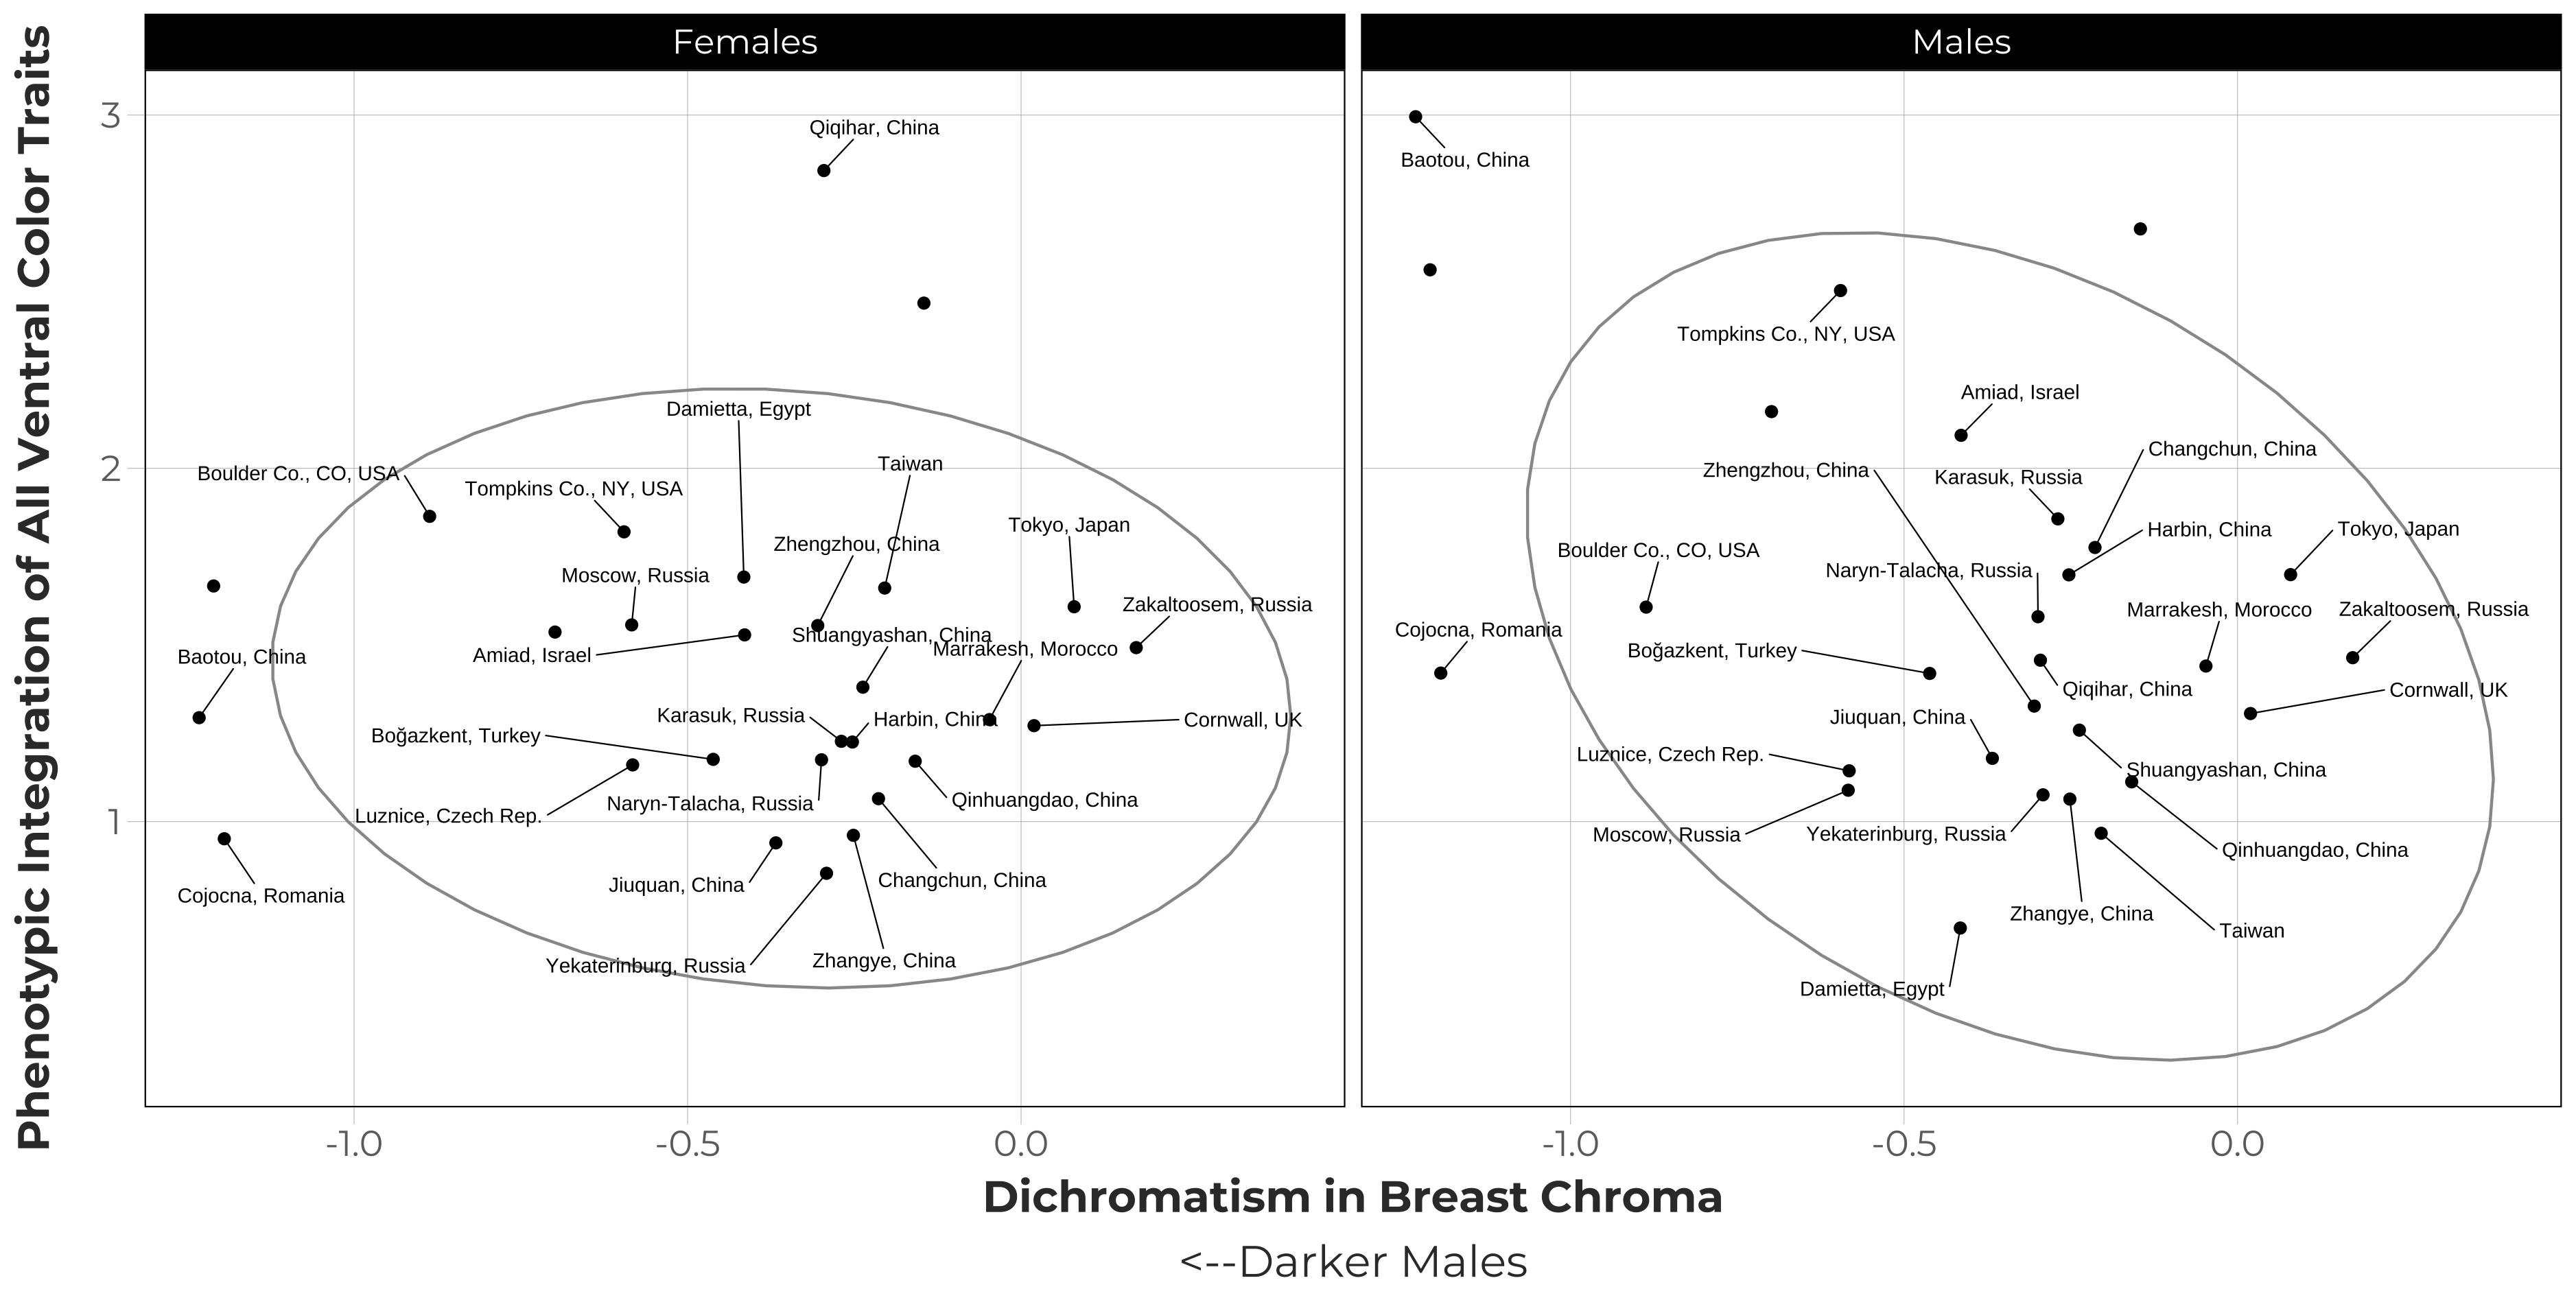 Phenotypic Integration of All Ventral Color Traits
Females
3
2
1
Qiqihar, China
Damietta, Egypt
Taiwan
Boulder Co., CO, USA
Tompkins Co., NY, USA
Tokyo, Japan
Zhengzhou, China
Moscow, Russia
Zakaltoosem, Russia
Shuangyashan, China
Marrakesh, Morocco
Amiad, Israel
Baotou, China
Karasuk, Russia
Harbin, China
Cornwall, UK
Boğazkent, Turkey
Naryn-Talacha, Russia
Qinhuangdao, China
Luznice, Czech Rep.
Jiuquan, China
Changchun, China
Cojocna, Romania
Yekaterinburg, Russia
Zhangye, China
-1.0
-0.5
0.0
Males
Baotou, China
Tompkins Co., NY, USA
Amiad, Israel
Changchun, China
Zhengzhou, China
Karasuk, Russia
Harbin, China
Tokyo, Japan
Boulder Co., CO, USA
Naryn-Talacha, Russia
Marrakesh, Morocco
Zakaltoosem, Russia
Cojocna, Romania
Boğazkent, Turkey
Qiqihar, China
Cornwall, UK
Jiuquan, China
Luznice, Czech Rep.
Shuangyashan, China
Moscow, Russia
Yekaterinburg, Russia
Qinhuangdao, China
Zhangye, China
Taiwan
Damietta, Egypt
-1.0
-0.5
0.0
Dichromatism in Breast Chroma
<--Darker Males